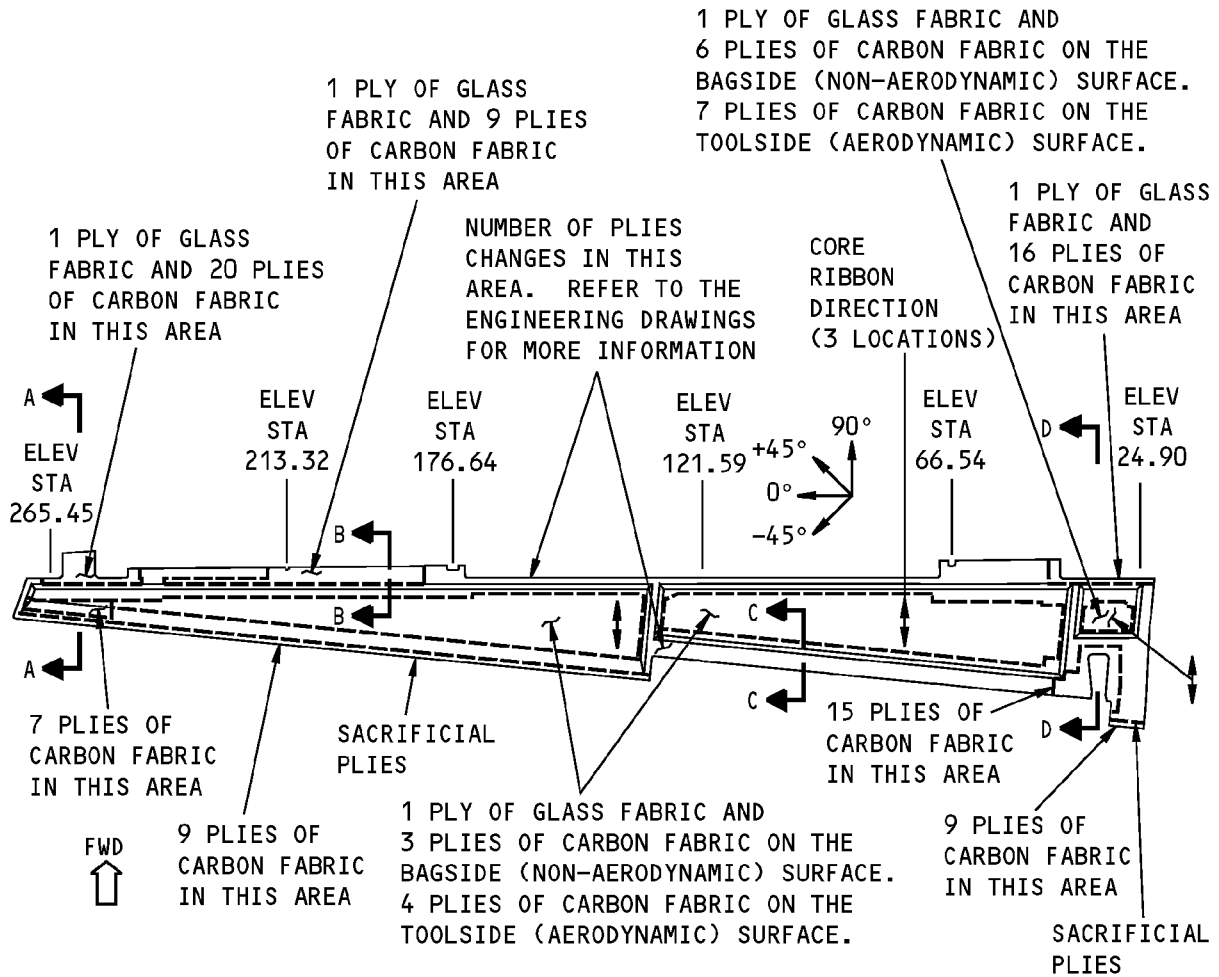 1 PLY OF GLASS FABRIC AND
6 PLIES OF CARBON FABRIC ON THE
BAGSIDE (NON-AERODYNAMIC) SURFACE.
7 PLIES OF CARBON FABRIC ON THE
TOOLSIDE (AERODYNAMIC) SURFACE.
1 PLY OF GLASS
FABRIC AND 9 PLIES
OF CARBON FABRIC
IN THIS AREA
1 PLY OF GLASS
FABRIC AND
16 PLIES OF
CARBON FABRIC
IN THIS AREA
1 PLY OF GLASS
FABRIC AND 20 PLIES
OF CARBON FABRIC
IN THIS AREA
NUMBER OF PLIES
CHANGES IN THIS
AREA. REFER TO THE
ENGINEERING DRAWINGS
FOR MORE INFORMATION
CORE
RIBBON
DIRECTION
(3 LOCATIONS)
A
ELEV
STA
265.45
ELEV
STA
213.32
ELEV
STA
176.64
ELEV
STA
121.59
+45°
90°
0°
-45°
ELEV
STA
66.54
D
ELEV
STA
24.90
B
B
C
A
C
D
7 PLIES OF
CARBON FABRIC
IN THIS AREA
SACRIFICIAL
PLIES
15 PLIES OF
CARBON FABRIC
IN THIS AREA
FWD
9 PLIES OF
CARBON FABRIC
IN THIS AREA
1 PLY OF GLASS FABRIC AND
3 PLIES OF CARBON FABRIC ON THE
BAGSIDE (NON-AERODYNAMIC) SURFACE.
4 PLIES OF CARBON FABRIC ON THE
TOOLSIDE (AERODYNAMIC) SURFACE.
9 PLIES OF
CARBON FABRIC
IN THIS AREA
SACRIFICIAL
PLIES